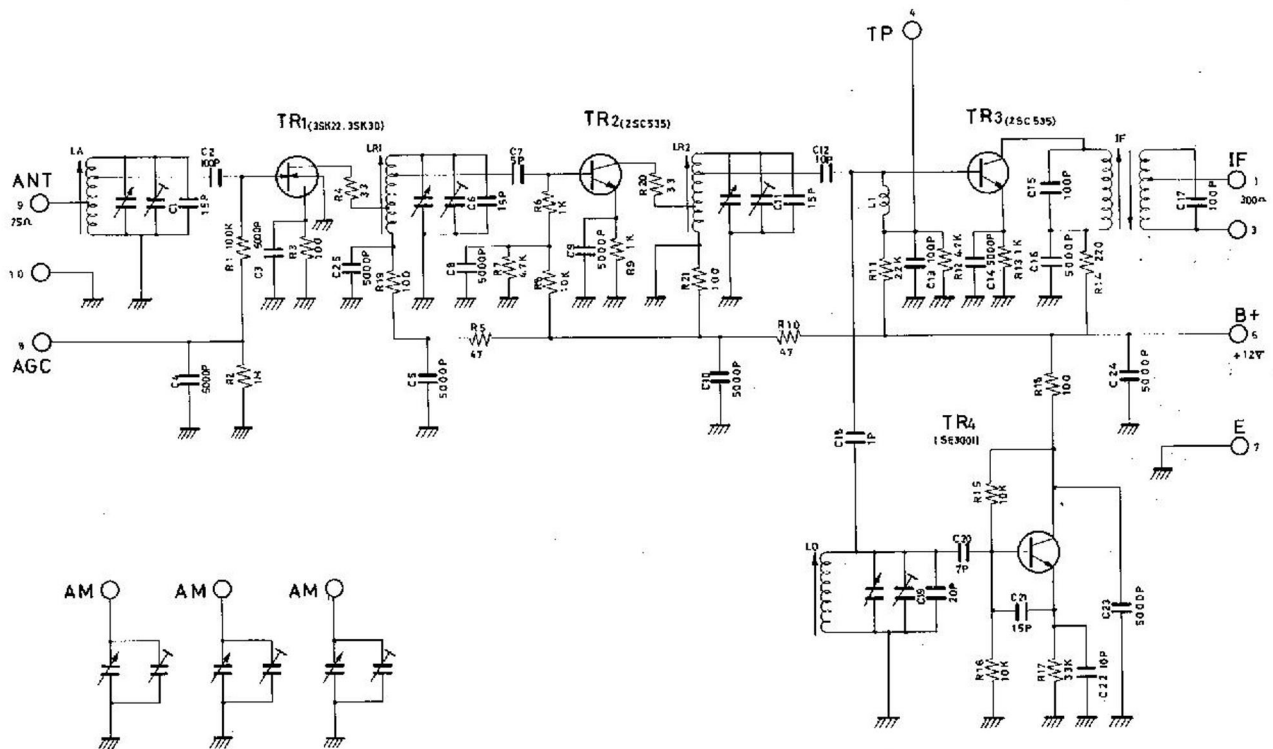 4
TP
TR1(3SK22.3SK30)
TR2(2SC535)
TR3(2SC535)
LA
C2
100P
LR1
C7
5P
LR2
C12
10P
IF
ANT
9
75Ω
C1
15P
R4
33
C6
15P
R6
1K
R20
33
C11
15P
L1
C15
100P
C17
100P
IF
1
300Ω
3
10
R1 100K
C3
5000P
R3
100
C25
5000P
R19
100
C8
5000P
R7
4.7K
R8
10K
C9
5000P
R9
1K
R21
100
R11
22K
C13 100P
R12 4.7K
C14 5000P
R13 1K
C16
5000P
R14 220
8
AGC
C4
5000P
R2
1M
C5
5000P
R5
47
C10
5000P
R10
47
R18
100
C24
5000P
B+
6
+12V
E
7
C18
1P
TR4
(SE3001)
R15
10K
LO
C19
20P
C20
7P
C21
15P
C23
5000P
R16
10K
R17
33K
C22 10P
AM
AM
AM